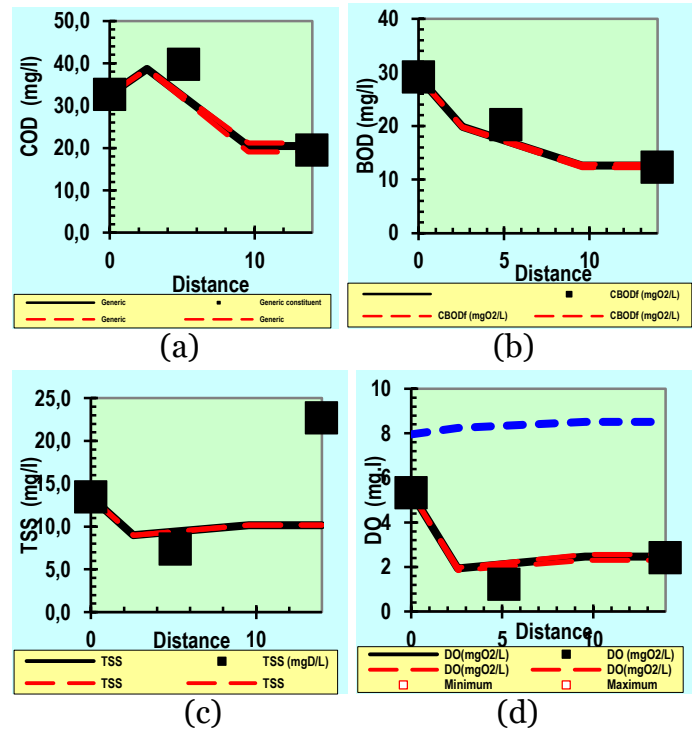 50,0
40,0
30,0
20,0
10,0
0,0
COD (mg/l)
0 10
Distance
Generic Generic constituent
Generic Generic
(a)
40
30
20
10
0
BOD (mg/l)
0 5 10
Distance
CBODf (mgO2/L)
CBODf (mgO2/L) CBODf (mgO2/L)
(b)
25,0
20,0
15,0
10,0
5,0
0,0
TSS (mg/l)
0 10
Distance
TSS TSS (mgD/L)
TSS TSS
(c)
10
8
6
4
2
0
DO (mg.l)
0 5 10
Distance
DO(mgO2/L) DO (mgO2/L)
DO(mgO2/L) DO(mgO2/L)
Minimum Maximum
(d)